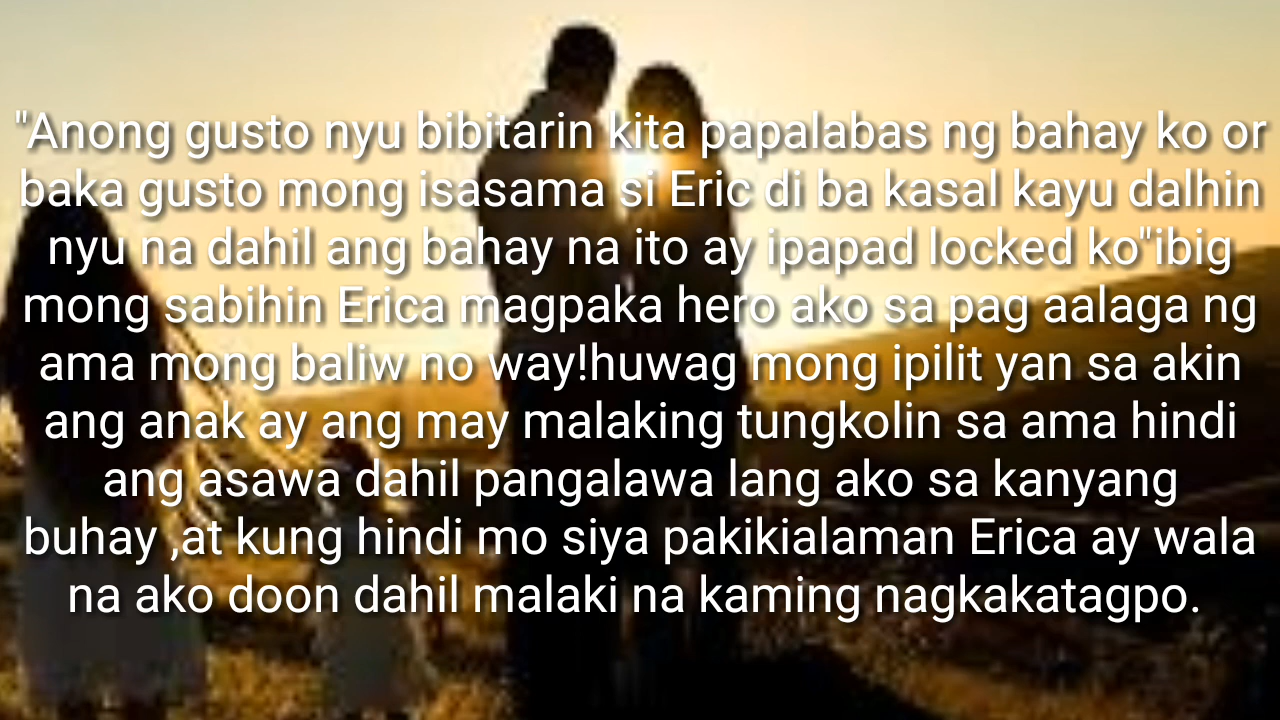 "Anong gusto nyu bibitarin kita papalabas ng bahay ko or
baka gusto mong isasama si Eric di ba kasal kayu dalhin
nyu na dahil ang bahay na ito ay ipapad locked ko"ibig
mong sabihin Erica magpaka hero ako sa pag aalaga ng
ama mong baliw no way!huwag mong ipilit yan sa akin
ang anak ay ang may malaking tungkolin sa ama hindi
ang asawa dahil pangalawa lang ako sa kanyang
buhay ,at kung hindi mo siya pakikialaman Erica ay wala
na ako doon dahil malaki na kaming nagkakatagpo.